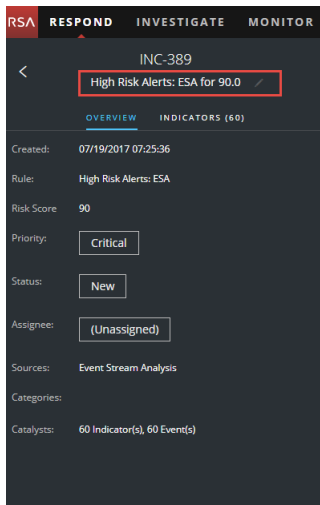 RSA RESPOND INVESTIGATE MONITOR
INC-389
High Risk Alerts: ESA for 90.0
OVERVIEW INDICATORS (60)
Created: 07/19/2017 07:25:36
Rule: High Risk Alerts: ESA
Risk Score 90
Priority: Critical
Status: New
Assignee: (Unassigned)
Sources: Event Stream Analysis
Categories:
Catalysts: 60 Indicator(s), 60 Event(s)